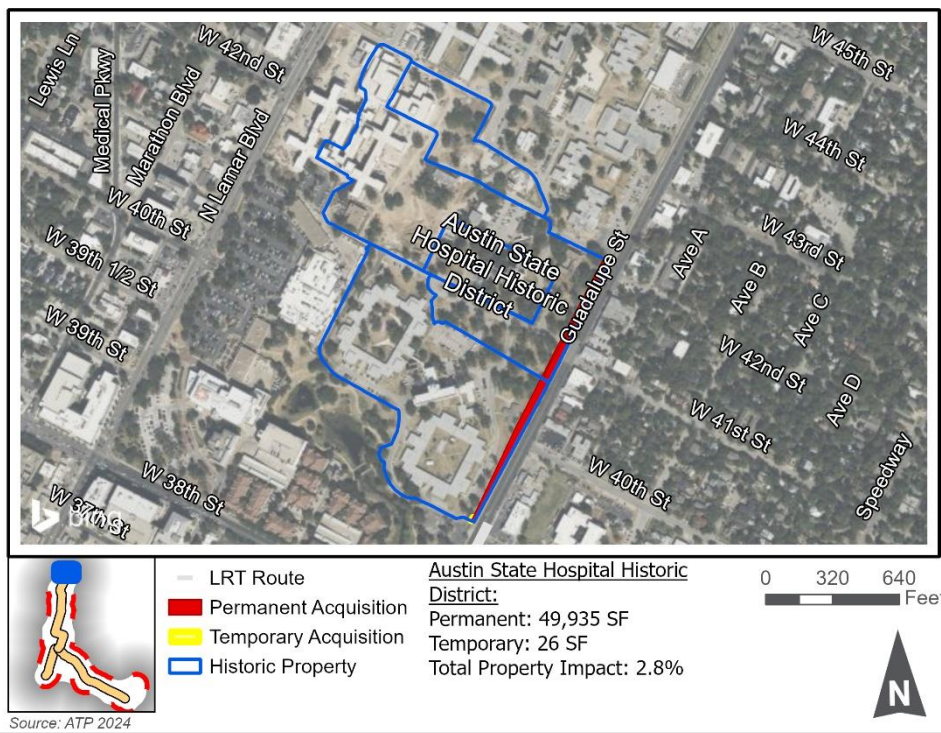 W 42nd St
W 45th St
Lewis Ln
Medical Pkwy
Marathon Blvd
N Lamar Blvd
W 44th St
W 40th St
W 43rd St
W 39th 1/2 St
Austin State
Hospital Historic
District
Guadalupe St
Ave A
Ave B
Ave C
W 39th St
W 42nd St
Ave D
W 41st St
W 38th St
W 40th St
Speedway
W 37th St
bing
LRT Route
Permanent Acquisition
Temporary Acquisition
Historic Property
Austin State Hospital Historic
District:
Permanent: 49,935 SF
Temporary: 26 SF
Total Property Impact: 2.8%
0 320 640
Feet
N
Source: ATP 2024